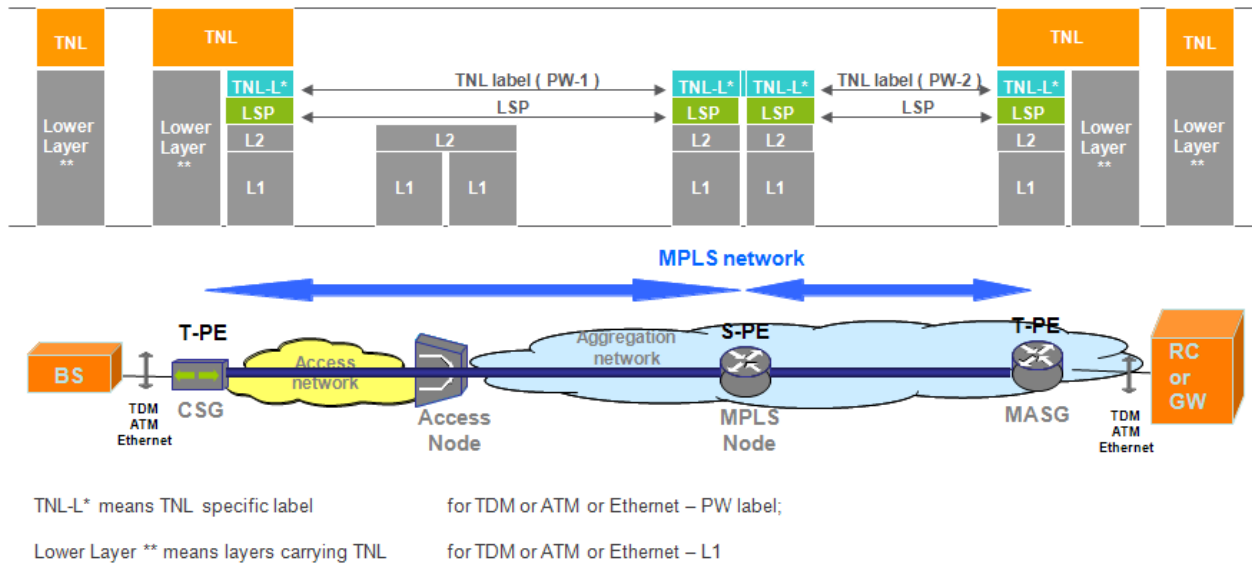 TNL
TNL
TNL
TNL
TNL-L*
TNL label ( PW-1 )
TNL-L*
TNL-L*
TNL label ( PW-2 )
TNL-L*
LSP
LSP
LSP
LSP
LSP
LSP
Lower
Layer
**
Lower
Layer
**
L2
L2
L2
L2
L2
Lower
Layer
**
Lower
Layer
**
L1
L1
L1
L1
L1
L1
MPLS network
T-PE
S-PE
T-PE
BS
Access
network
Aggregation
network
RC
or
GW
TDM
ATM
Ethernet
CSG
Access
Node
MPLS
Node
MASG
TDM
ATM
Ethernet
TNL-L* means TNL specific label for TDM or ATM or Ethernet – PW label;
Lower Layer ** means layers carrying TNL for TDM or ATM or Ethernet – L1